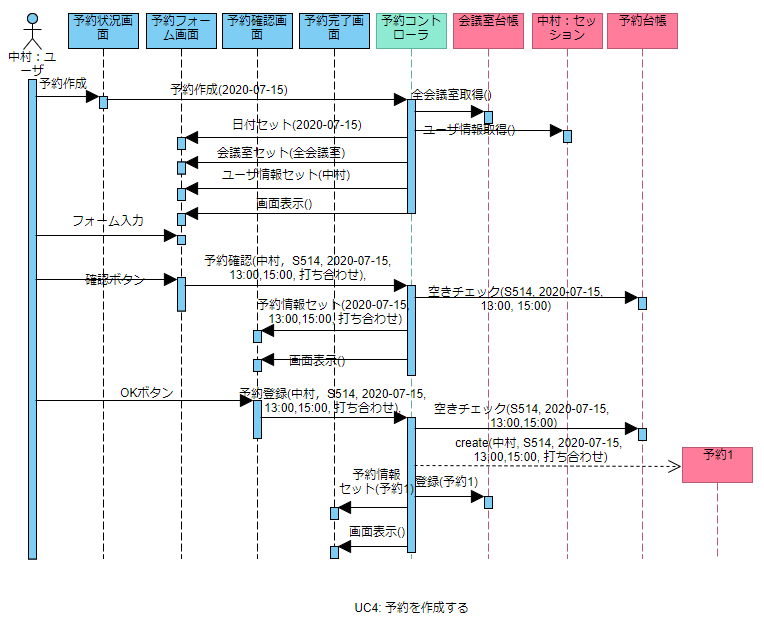 予約状況画
面
予約フォー
ム画面
予約確認画
面
予約完了画
面
予約コント
ローラ
会議室台帳
中村：セッ
ション
予約台帳
中村：ユー
ザ
予約作成
予約作成(2020-07-15)
全会議室取得()
ユーザ情報取得()
日付セット(2020-07-15)
会議室セット(全会議室)
ユーザ情報セット(中村)
画面表示()
フォーム入力
確認ボタン
予約確認(中村，S514, 2020-07-15,
13:00,15:00, 打ち合わせ),
空きチェック(S514, 2020-07-15,
13:00, 15:00)
予約情報セット(2020-07-15,
13:00,15:00, 打ち合わせ)
画面表示()
OKボタン
予約登録(中村，S514, 2020-07-15,
13:00,15:00, 打ち合わせ),
空きチェック(S514, 2020-07-15,
13:00,15:00)
create(中村, S514, 2020-07-15,
13:00,15:00, 打ち合わせ)
予約1
予約情報
セット(予約1)
登録(予約1)
画面表示()
UC4: 予約を作成する